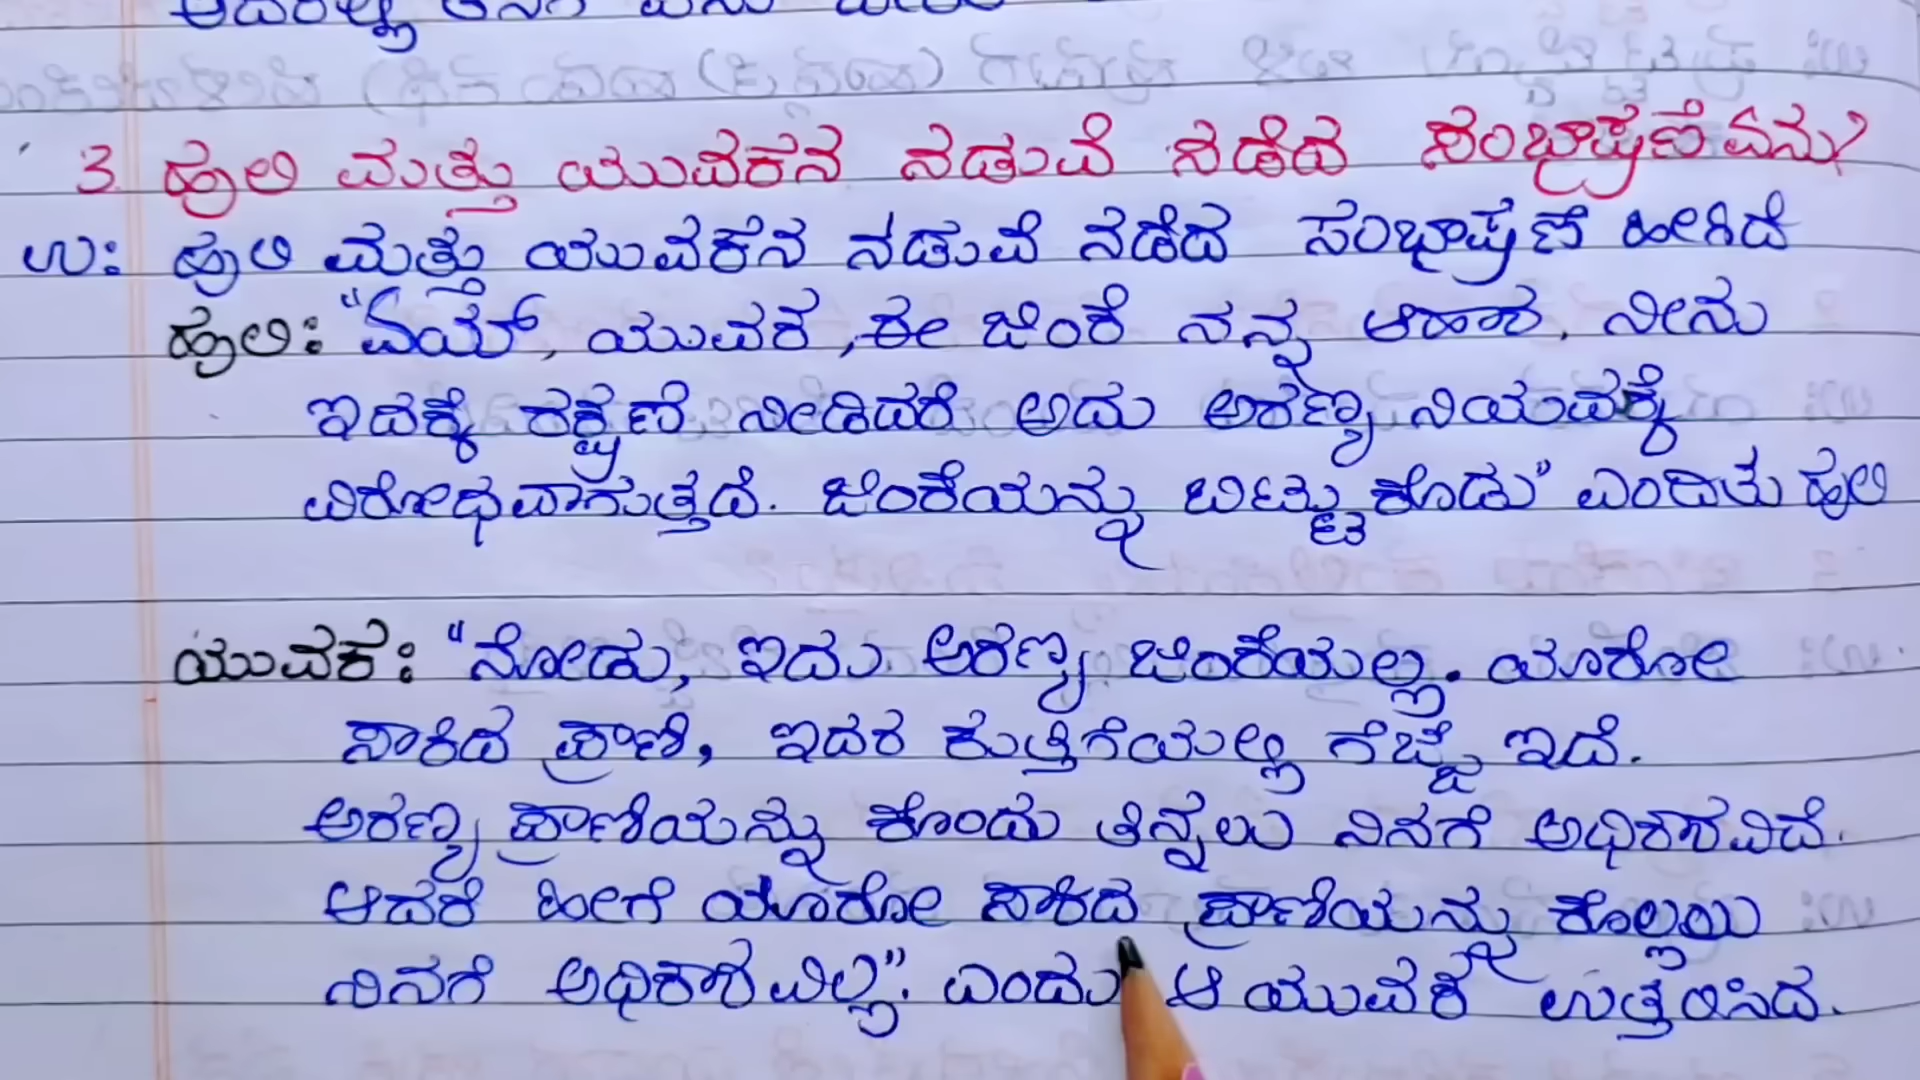 3. ಹುಲಿ ಮತ್ತು ಯುವಕನ ನಡುವೆ ನಡೆದ ಸಂಭಾಷಣೆವನು?
ಉ: ಹುಲಿ ಮತ್ತು ಯುವಕನ ನಡುವೆ ನಡೆದ ಸಂಭಾಷಣೆ ಹೀಗಿದೆ
ಹುಲಿ: "ಏಯ್, ಯುವಕ, ಈ ಜಿಂಕೆ ನನ್ನ ಆಹಾರ. ನೀನು
ಇದಕ್ಕೆ ರಕ್ಷಣೆ ನೀಡಿದರೆ ಅದು ಅರಣ್ಯ ನಿಯಮಕ್ಕೆ
ವಿರೋಧವಾಗುತ್ತದೆ. ಜಿಂಕೆಯನ್ನು ಬಿಟ್ಟು ಕೊಡು" ಎಂದಿತು ಹುಲಿ
ಯುವಕ: "ನೋಡು, ಇದು ಅರಣ್ಯ ಜಿಂಕೆಯಲ್ಲ. ಯಾರೋ
ಸಾಕಿದ ಪ್ರಾಣಿ, ಇದರ ಕುತ್ತಿಗೆಯಲ್ಲಿ ಗೆಜ್ಜೆ ಇದೆ.
ಅರಣ್ಯ ಪ್ರಾಣಿಯನ್ನು ಕೊಂದು ತಿನ್ನಲು ನಿನಗೆ ಅಧಿಕಾರವಿದೆ.
ಆದರೆ ಹೀಗೆ ಯಾರೋ ಸಾಕಿದ ಪ್ರಾಣಿಯನ್ನು ಕೊಲ್ಲಲು
ನಿನಗೆ ಅಧಿಕಾರವಿಲ್ಲ". ಎಂದು ಆ ಯುವಕ ಉತ್ತರಿಸಿದ.